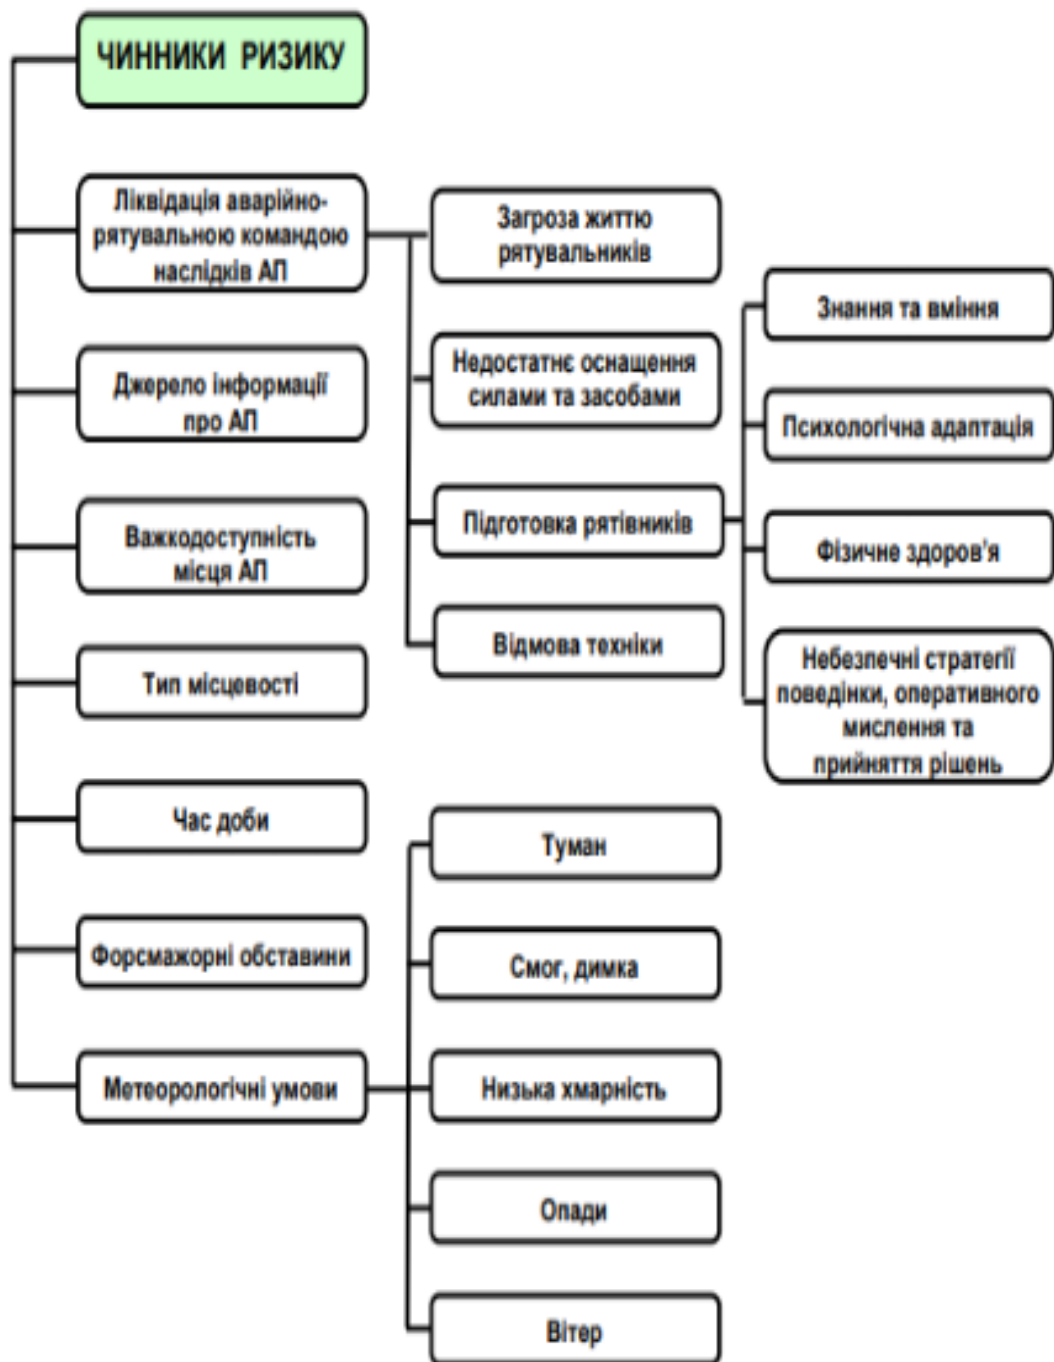 ЧИННИКИ РИЗИКУ
Ліквідація аварійно-
рятувальною командою
наслідків АП
Джерело інформації
про АП
Важкодоступність
місця АП
Тип місцевості
Час доби
Форсмажорні обставини
Метеорологічні умови
Загроза життю
рятувальників
Недостатнє оснащення
силами та засобами
Підготовка рятівників
Відмова техніки
Знання та вміння
Психологічна адаптація
Фізичне здоров'я
Небезпечні стратегії
поведінки, оперативного
мислення та
прийняття рішень
Туман
Смог, димка
Низька хмарність
Опади
Вітер